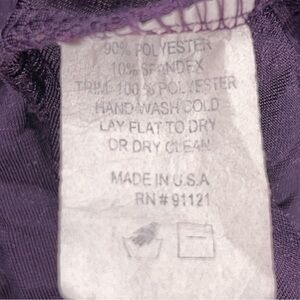 90% POLYESTER
10% SPANDEX
TRIM: 100% POLYESTER
HAND WASH COLD
LAY FLAT TO DRY
OR DRY CLEAN
MADE IN U.S.A
RN # 91121